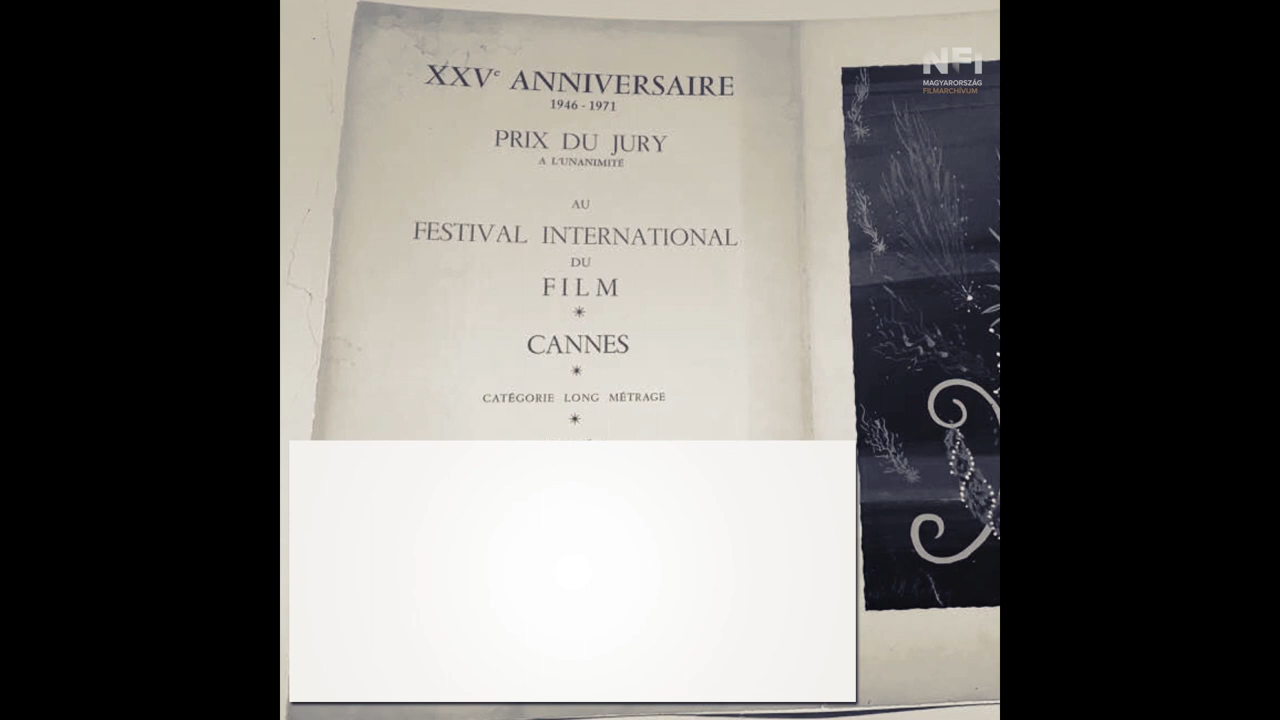 XXVe ANNIVERSAIRE
1946 - 1971
PRIX DU JURY
A L'UNANIMITÉ
AU
FESTIVAL INTERNATIONAL
DU
FILM
CANNES
CATÉGORIE LONG MÉTRAGE
NFI
MAGYARORSZÁG
FILMARCHÍVUM